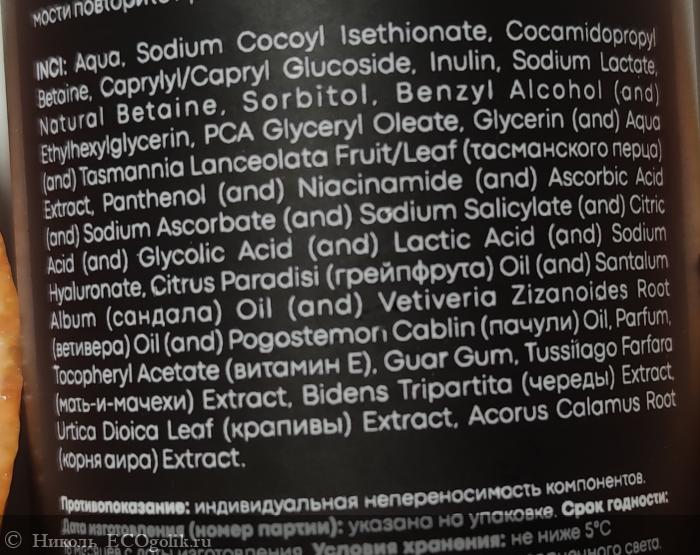 мости повторите
INCI: Aqua, Sodium Cocoyl Isethionate, Cocamidopropyl
Betaine, Caprylyl/Capryl Glucoside, Inulin, Sodium Lactate,
Natural Betaine, Sorbitol, Benzyl Alcohol (and)
Ethylhexylglycerin, PCA Glyceryl Oleate, Glycerin (and) Aqua
(and) Tasmannia Lanceolata Fruit/Leaf (тасманского перца)
Extract, Panthenol (and) Niacinamide (and) Ascorbic Acid
(and) Sodium Ascorbate (and) Sodium Salicylate (and) Citric
Acid (and) Glycolic Acid (and) Lactic Acid (and) Sodium
Hyaluronate, Citrus Paradisi (грейпфрута) Oil (and) Santalum
Album (сандала) Oil (and) Vetiveria Zizanoides Root
(ветивера) Oil (and) Pogostemon Cablin (пачули) Oil, Parfum,
Tocopheryl Acetate (витамин Е), Guar Gum, Tussilago Farfara
(мать-и-мачехи) Extract, Bidens Tripartita (череды) Extract,
Urtica Dioica Leaf (крапивы) Extract, Acorus Calamus Root
(корня аира) Extract.
Противопоказание: индивидуальная непереносимость компонентов.
Дата изготовления (номер партии): указана на упаковке. Срок годности:
с даты изготовления. Условия хранения: не ниже 5°C
света.
© Николь ECOgolik.ru